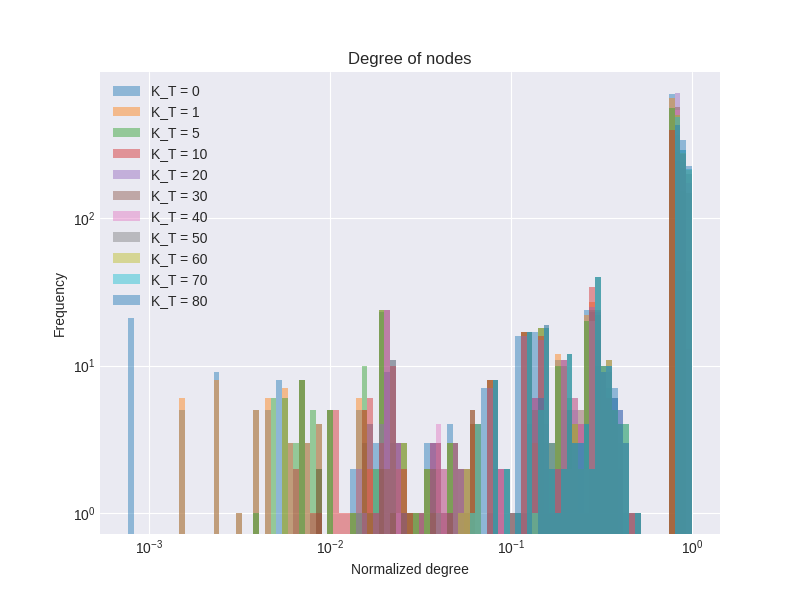 Degree of nodes
K_T = 0
K_T = 1
K_T = 5
K_T = 10
K_T = 20
K_T = 30
K_T = 40
K_T = 50
K_T = 60
K_T = 70
K_T = 80
Frequency
10²
10¹
10⁰
10⁻³ 10⁻² 10⁻¹ 10⁰
Normalized degree